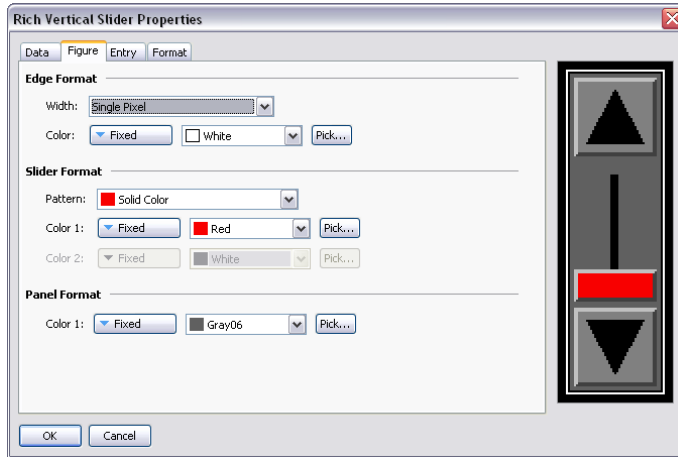 Rich Vertical Slider Properties
Data Figure Entry Format
Edge Format
Width: Single Pixel
Color: Fixed White Pick...
Slider Format
Pattern: Solid Color
Color 1: Fixed Red Pick...
Color 2: Fixed White Pick...
Panel Format
Color 1: Fixed Gray06 Pick...
OK Cancel